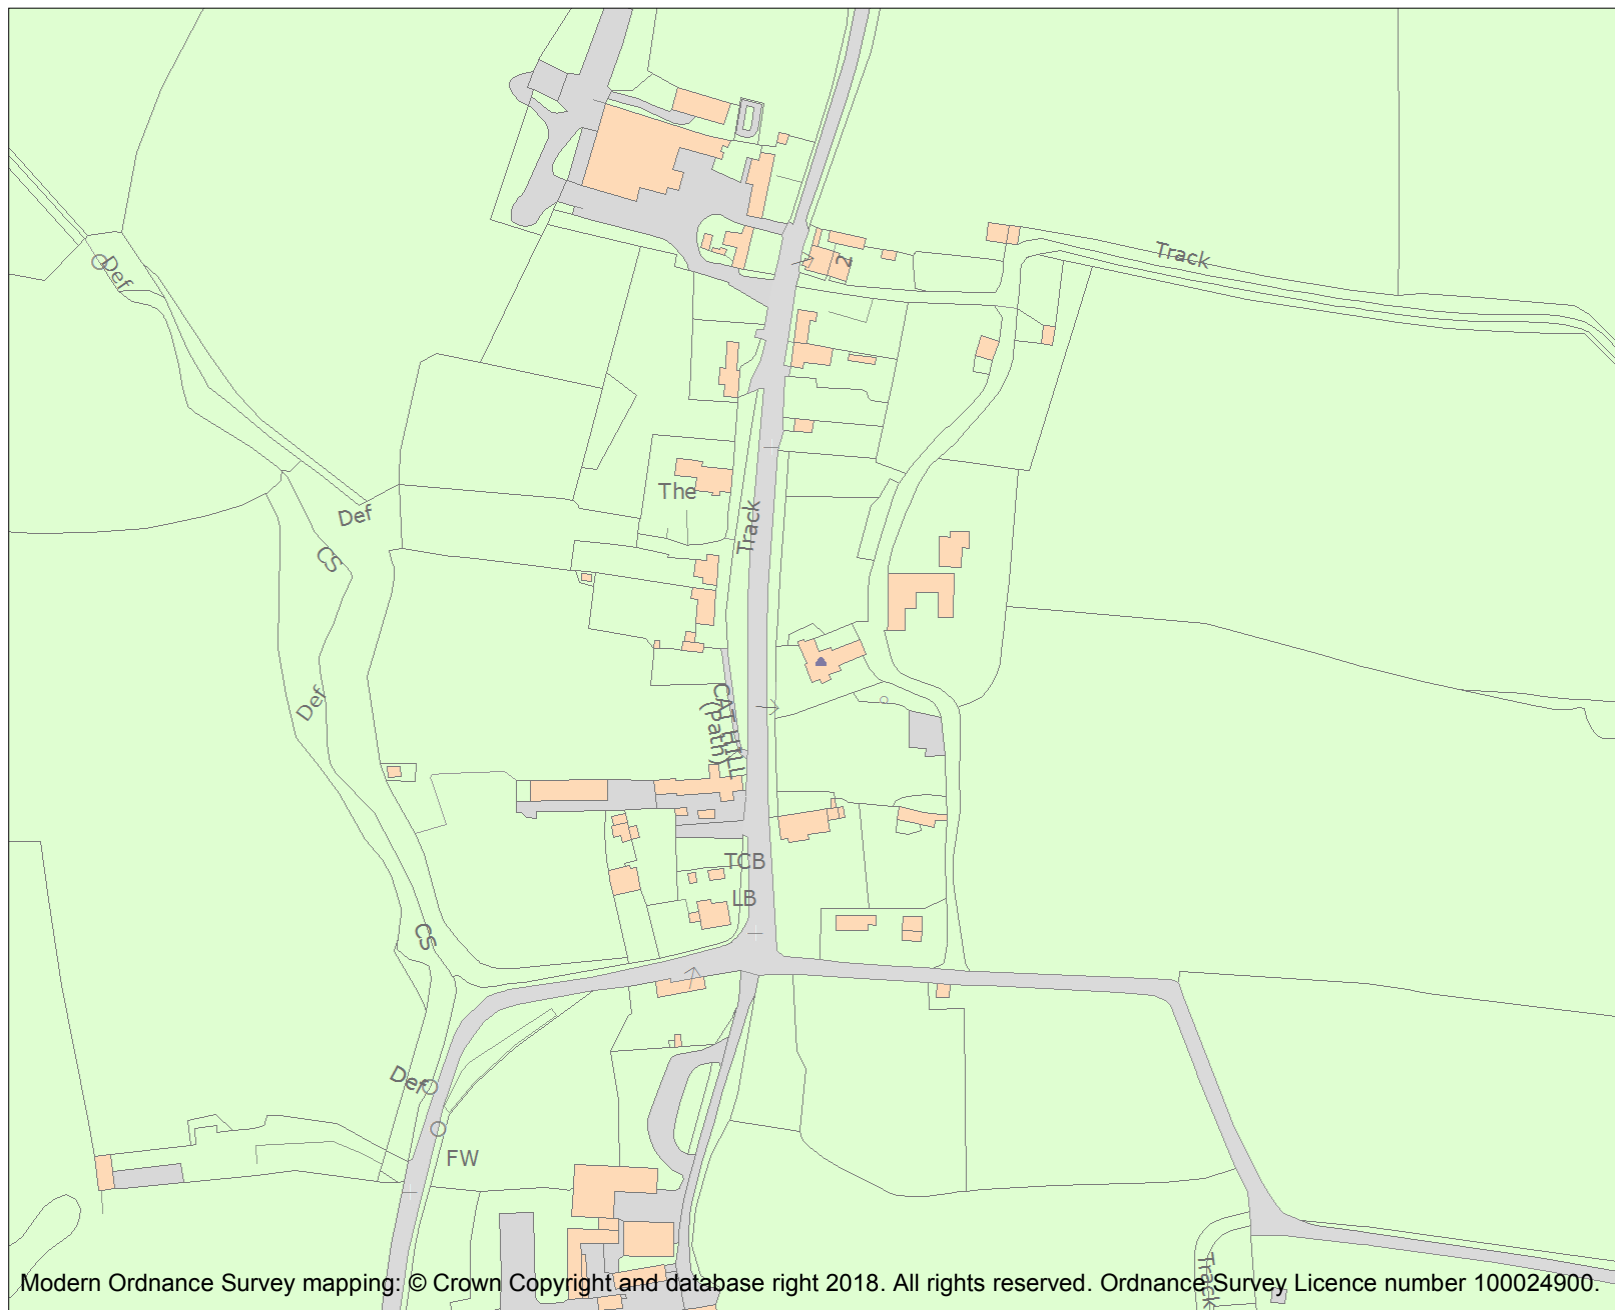 Track
Def
2
The
Def
Track
CS
Def
CAT HILL
(Path)
TCB
LB
CS
Def
FW
Track
Modern Ordnance Survey mapping: © Crown Copyright and database right 2018. All rights reserved. Ordnance Survey Licence number 100024900.